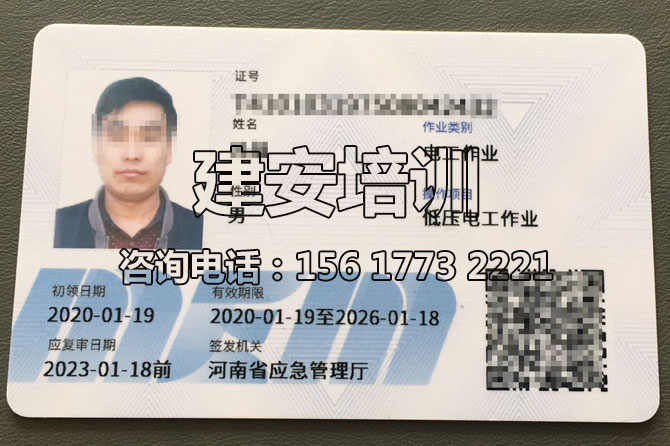 证号
姓名
作业类别
电工作业
建安培训
性别
操作项目
男
低压电工作业
咨询电话：156 1773 2221
初领日期
有效期限
2020-01-19
2020-01-19至2026-01-18
应复审日期
签发机关
2023-01-18前
河南省应急管理厅